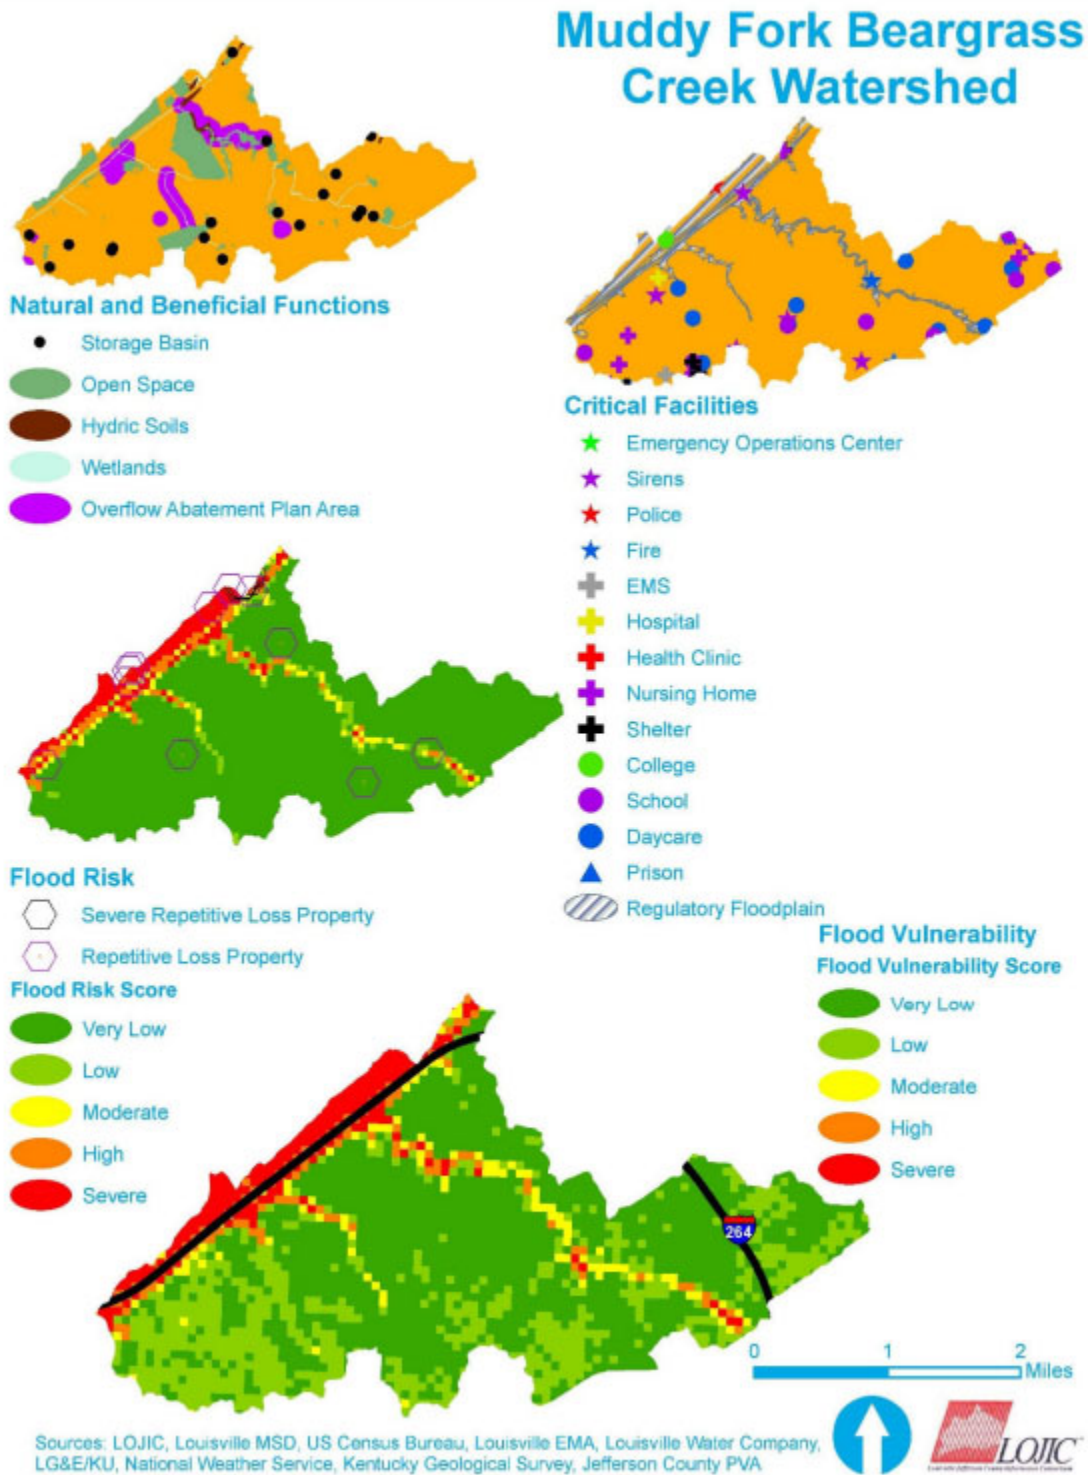 Muddy Fork Beargrass
Creek Watershed
Natural and Beneficial Functions
Storage Basin
Open Space
Hydric Soils
Wetlands
Overflow Abatement Plan Area
Critical Facilities
Emergency Operations Center
Sirens
Police
Fire
EMS
Hospital
Health Clinic
Nursing Home
Shelter
College
School
Daycare
Prison
Regulatory Floodplain
Flood Risk
Severe Repetitive Loss Property
Repetitive Loss Property
Flood Risk Score
Very Low
Low
Moderate
High
Severe
Flood Vulnerability
Flood Vulnerability Score
Very Low
Low
Moderate
High
Severe
264
0 1 2
Miles
Sources: LOJIC, Louisville MSD, US Census Bureau, Louisville EMA, Louisville Water Company,
LG&E/KU, National Weather Service, Kentucky Geological Survey, Jefferson County PVA
LOJIC